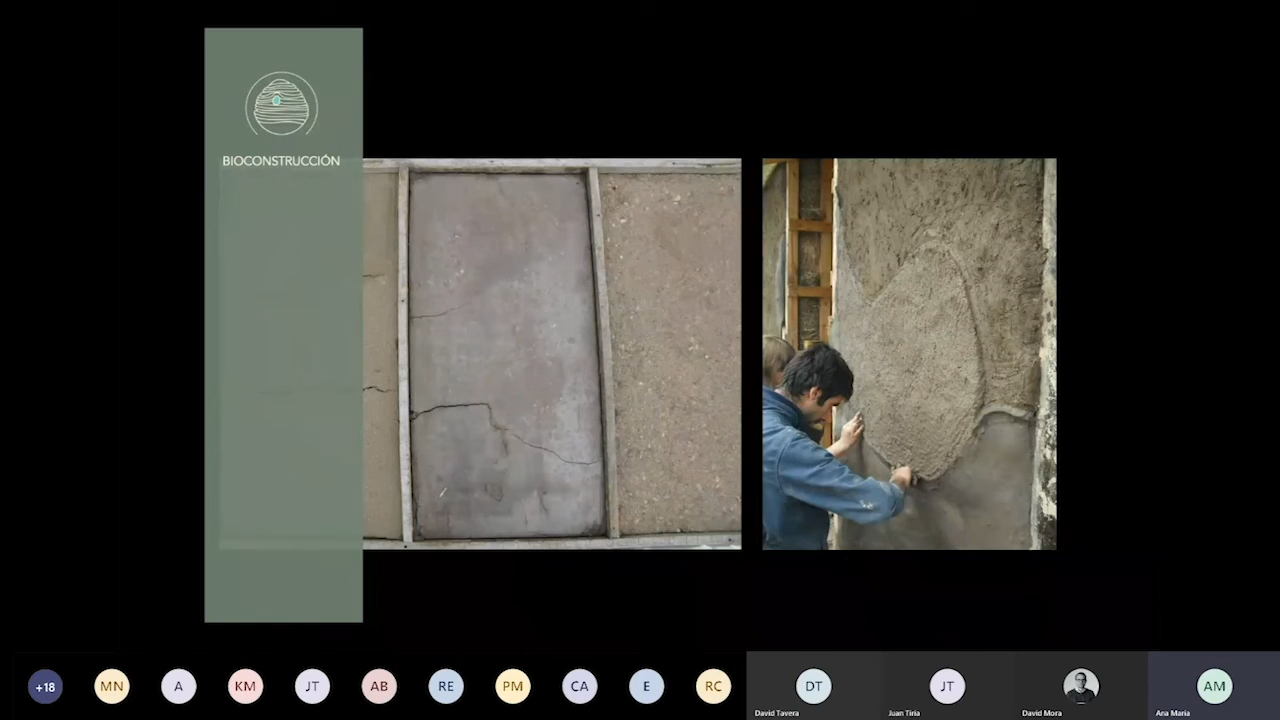 BIOCONSTRUCCIÓN
+18
MN
A
KM
JT
AB
RE
PM
CA
E
RC
DT
David Tavera
JT
Juan Tiria
David Mora
AM
Ana Maria